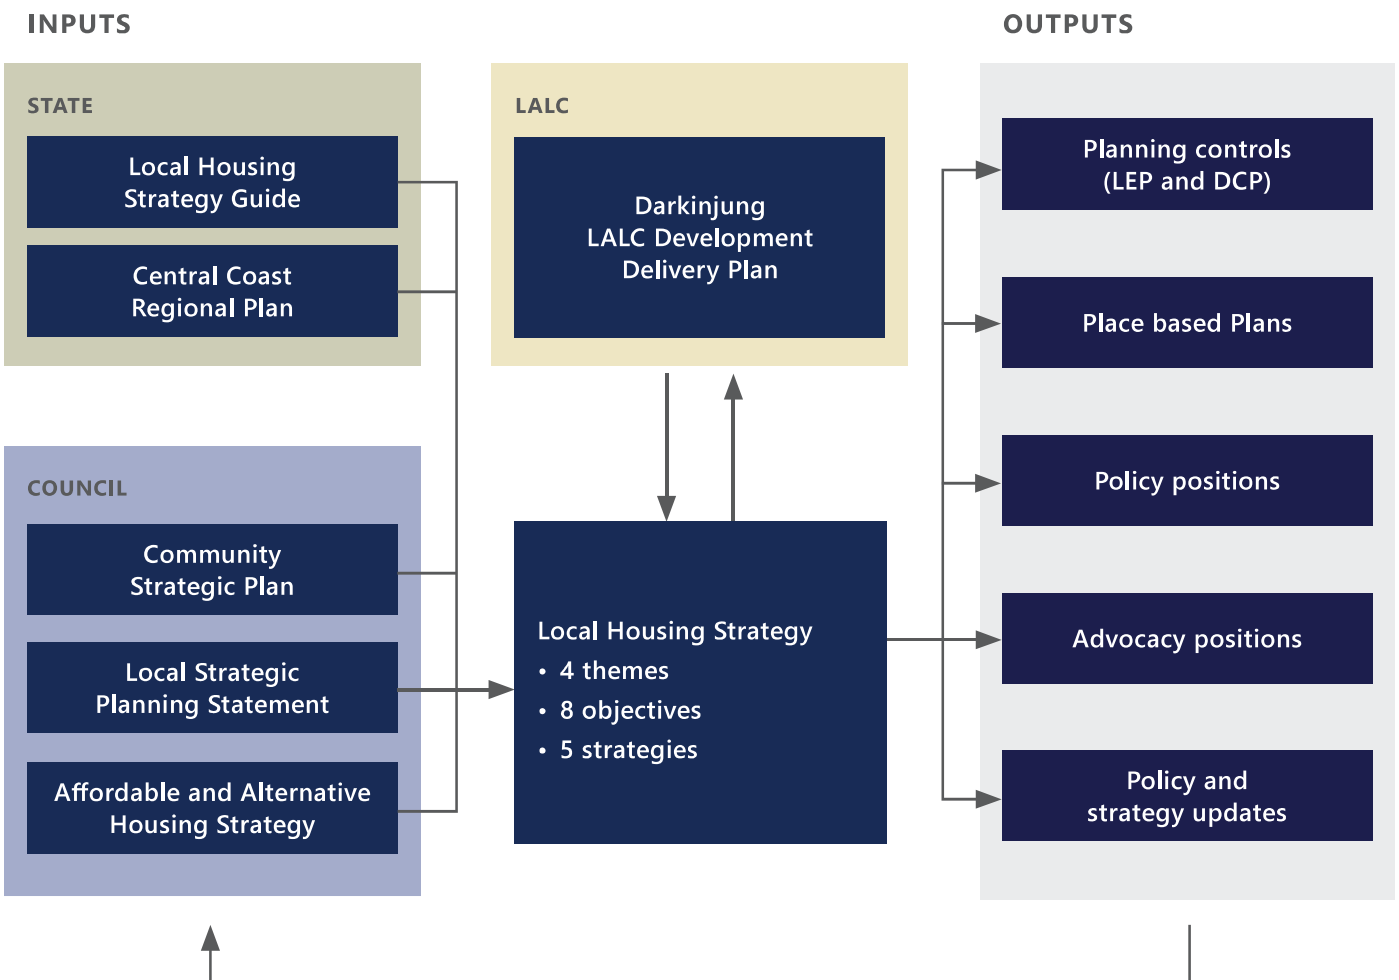 INPUTS
STATE
Local Housing
Strategy Guide
Central Coast
Regional Plan
COUNCIL
Community
Strategic Plan
Local Strategic
Planning Statement
Affordable and Alternative
Housing Strategy
LALC
Darkinjung
LALC Development
Delivery Plan
Local Housing Strategy
• 4 themes
• 8 objectives
• 5 strategies
OUTPUTS
Planning controls
(LEP and DCP)
Place based Plans
Policy positions
Advocacy positions
Policy and
strategy updates